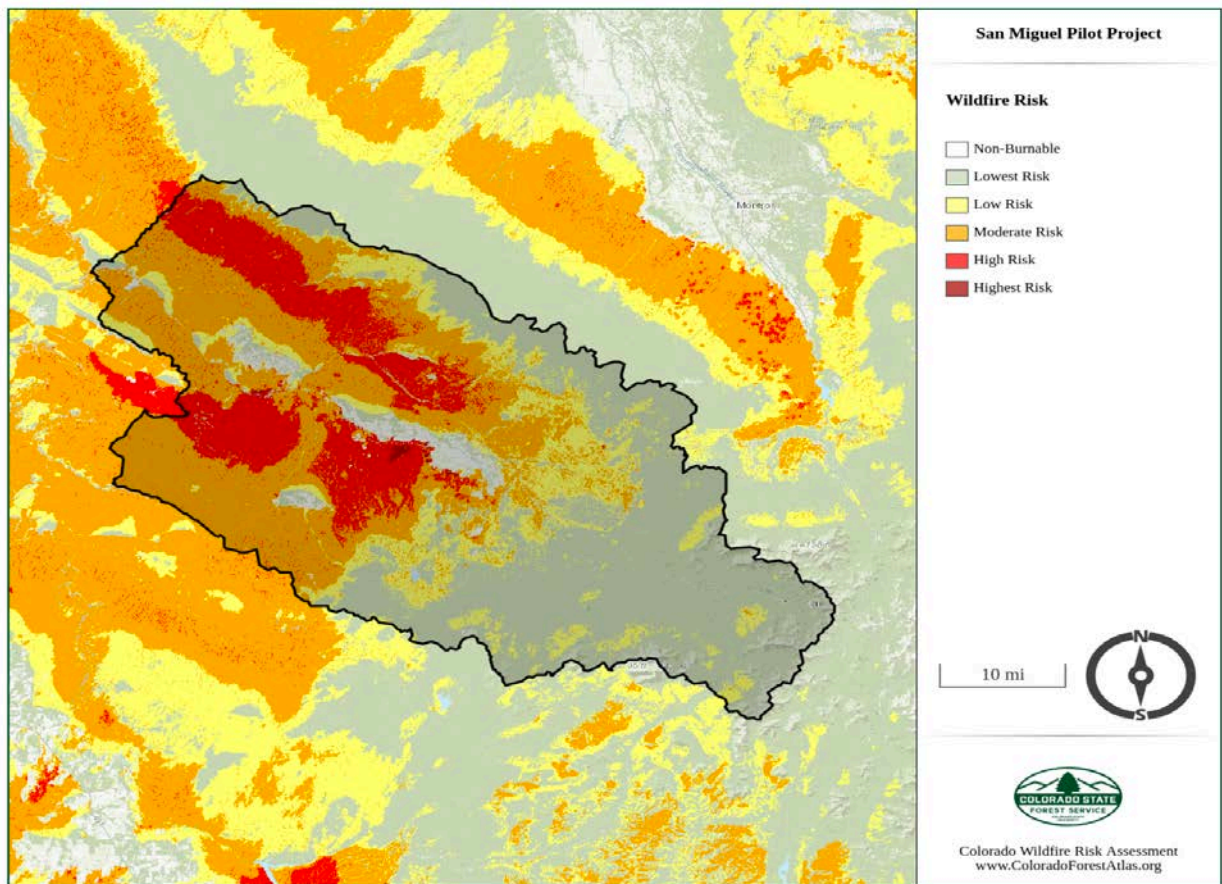 San Miguel Pilot Project
Wildfire Risk
Non-Burnable
Lowest Risk
Low Risk
Moderate Risk
High Risk
Highest Risk
10 mi
N
S
COLORADO STATE
FOREST SERVICE
Colorado Wildfire Risk Assessment
www.ColoradoForestAtlas.org